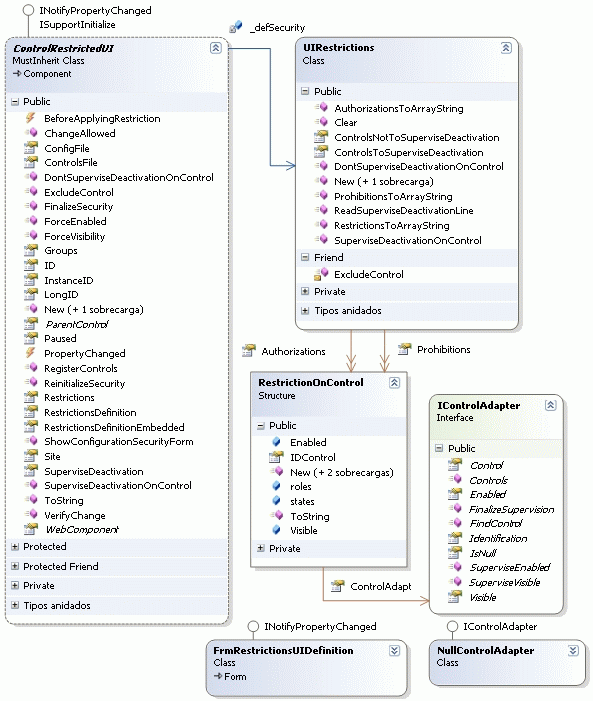 INotifyPropertyChanged
ISupportInitialize
ControlRestrictedUI
MustInherit Class
Component
Public
BeforeApplyingRestriction
ChangeAllowed
ConfigFile
ControlsFile
DontSuperviseDeactivationOnControl
ExcludeControl
FinalizeSecurity
ForceEnabled
ForceVisibility
Groups
ID
InstanceID
LongID
New (+ 1 sobrecarga)
ParentControl
Paused
PropertyChanged
RegisterControls
ReinitializeSecurity
Restrictions
RestrictionsDefinition
RestrictionsDefinitionEmbedded
ShowConfigurationSecurityForm
Site
SuperviseDeactivation
SuperviseDeactivationOnControl
ToString
VerifyChange
WebComponent
Protected
Protected Friend
Private
Tipos anidados
_defSecurity
UIRestrictions
Class
Public
AuthorizationsToArrayString
Clear
ControlsNotToSuperviseDeactivation
ControlsToSuperviseDeactivation
DontSuperviseDeactivationOnControl
New (+ 1 sobrecarga)
ProhibitionsToArrayString
ReadSuperviseDeactivationLine
RestrictionsToArrayString
SuperviseDeactivationOnControl
Friend
ExcludeControl
Private
Tipos anidados
Authorizations
Prohibitions
RestrictionOnControl
Structure
Public
Enabled
IDControl
New (+ 2 sobrecargas)
roles
states
ToString
Visible
Private
IControlAdapter
Interface
Public
Control
Controls
Enabled
FinalizeSupervision
FindControl
Identification
IsNull
SuperviseEnabled
SuperviseVisible
Visible
ControlAdapt
INotifyPropertyChanged
FrmRestrictionsUIDefinition
Class
Form
IControlAdapter
NullControlAdapter
Class